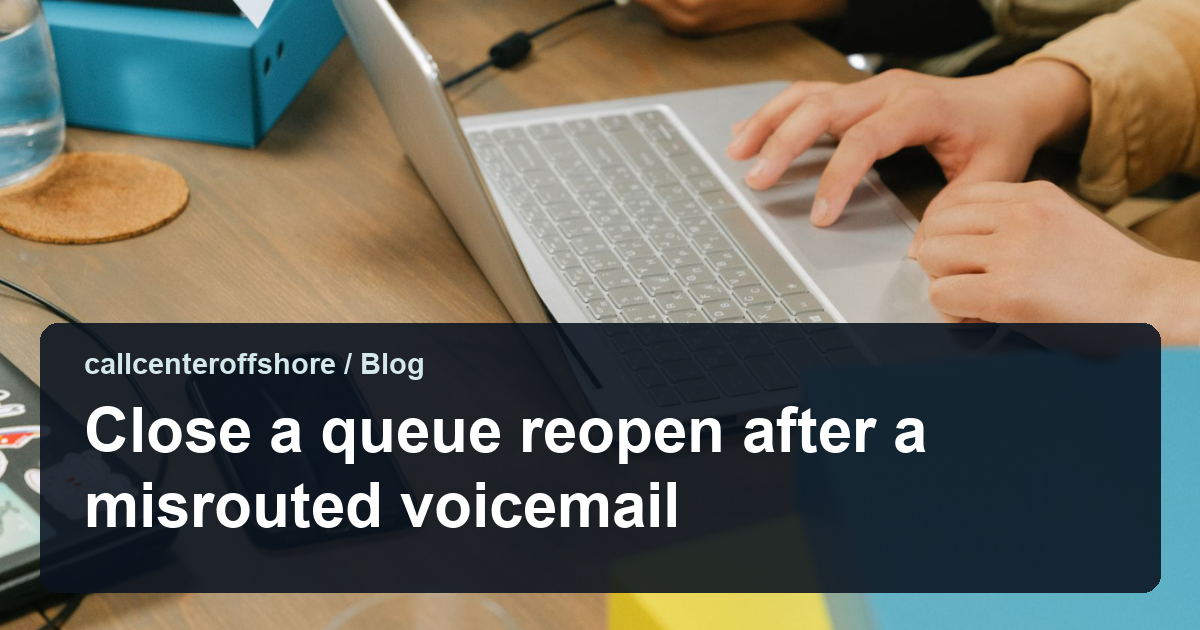 callcenteroffshore / Blog
Close a queue reopen after a
misrouted voicemail